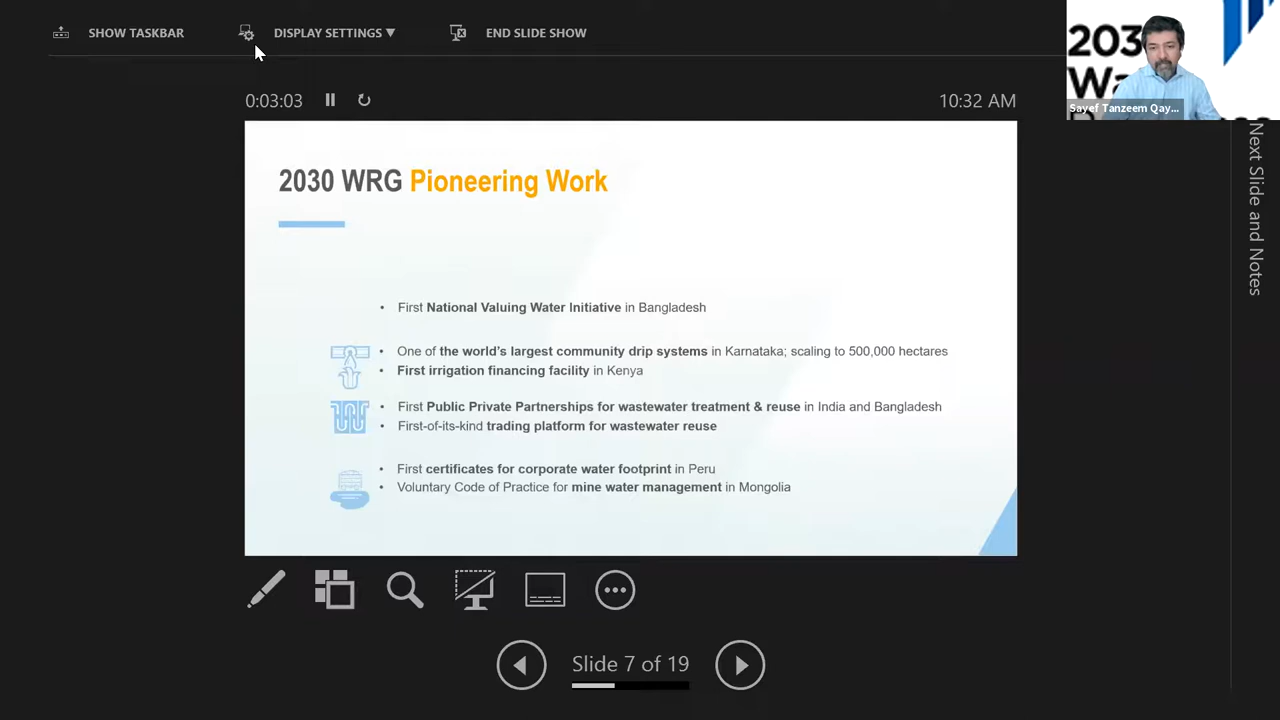 SHOW TASKBAR
DISPLAY SETTINGS ▼
END SLIDE SHOW
0:03:03
10:32 AM
203
Wa
Sayef Tanzeem Qay...
Next Slide and Notes
2030 WRG Pioneering Work
• First National Valuing Water Initiative in Bangladesh
• One of the world's largest community drip systems in Karnataka; scaling to 500,000 hectares
• First irrigation financing facility in Kenya
• First Public Private Partnerships for wastewater treatment & reuse in India and Bangladesh
• First-of-its-kind trading platform for wastewater reuse
• First certificates for corporate water footprint in Peru
• Voluntary Code of Practice for mine water management in Mongolia
Slide 7 of 19